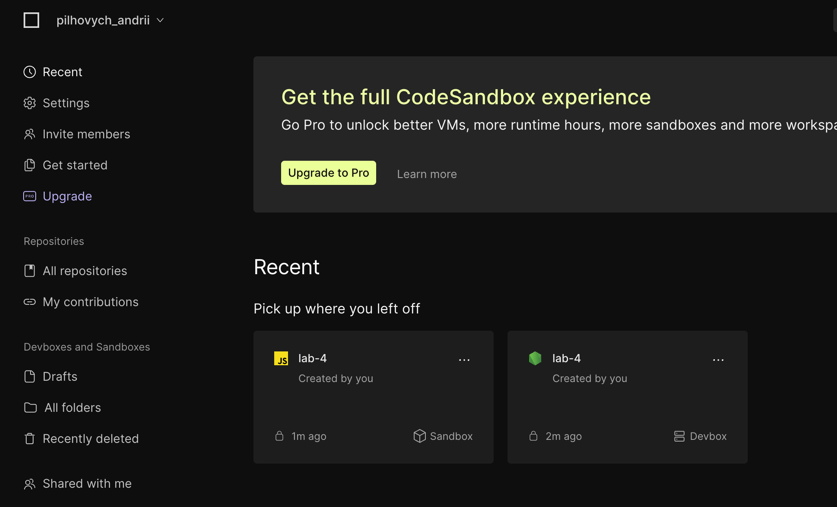 pilhovych_andrii
Recent
Settings
Invite members
Get started
PRO Upgrade
Repositories
All repositories
My contributions
Devboxes and Sandboxes
Drafts
All folders
Recently deleted
Shared with me
Get the full CodeSandbox experience
Go Pro to unlock better VMs, more runtime hours, more sandboxes and more workspa
Upgrade to Pro
Learn more
Recent
Pick up where you left off
JS lab-4 ...
Created by you
1m ago
Sandbox
lab-4 ...
Created by you
2m ago
Devbox